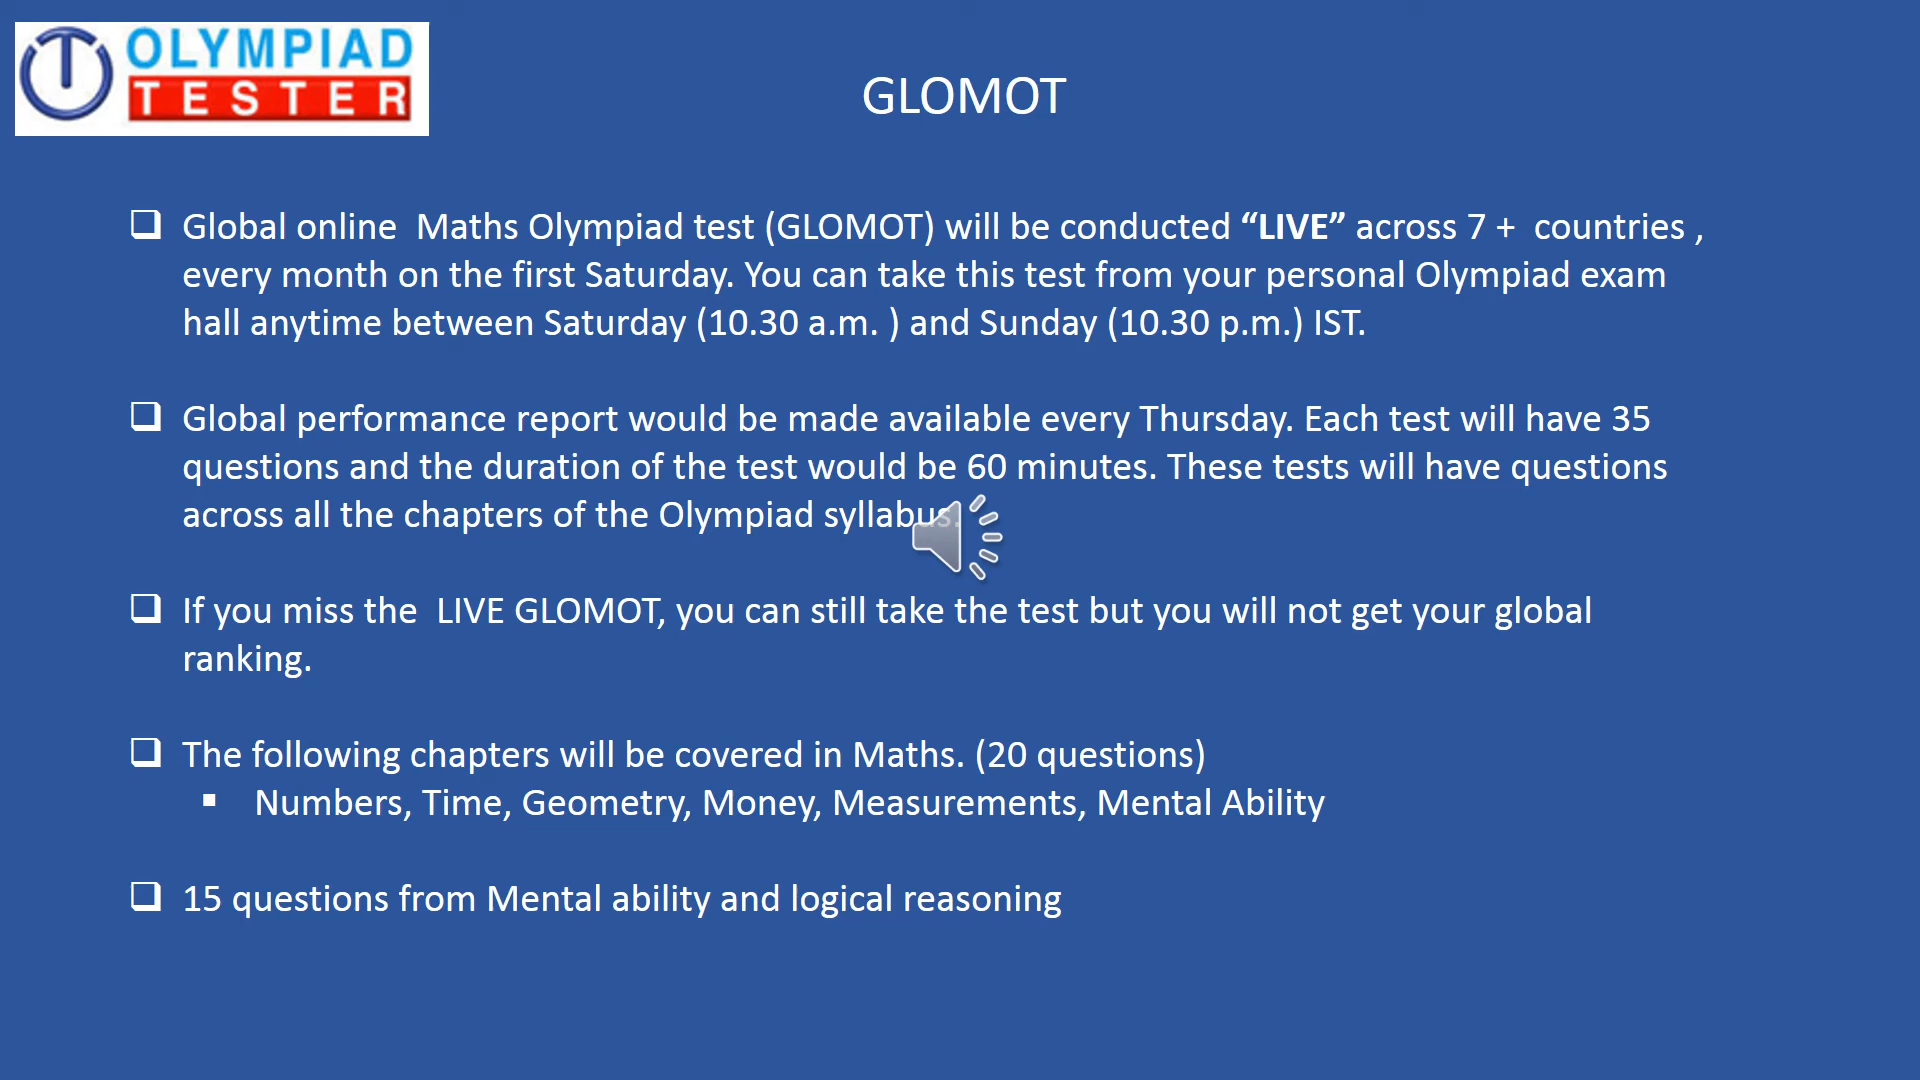 OLYMPIAD
TESTER
GLOMOT
Global online  Maths Olympiad test (GLOMOT) will be conducted “LIVE” across 7 +  countries ,
every month on the first Saturday. You can take this test from your personal Olympiad exam
hall anytime between Saturday (10.30 a.m. ) and Sunday (10.30 p.m.) IST.
Global performance report would be made available every Thursday. Each test will have 35
questions and the duration of the test would be 60 minutes. These tests will have questions
across all the chapters of the Olympiad syllabus.
If you miss the  LIVE GLOMOT, you can still take the test but you will not get your global
ranking.
The following chapters will be covered in Maths. (20 questions)
Numbers, Time, Geometry, Money, Measurements, Mental Ability
15 questions from Mental ability and logical reasoning